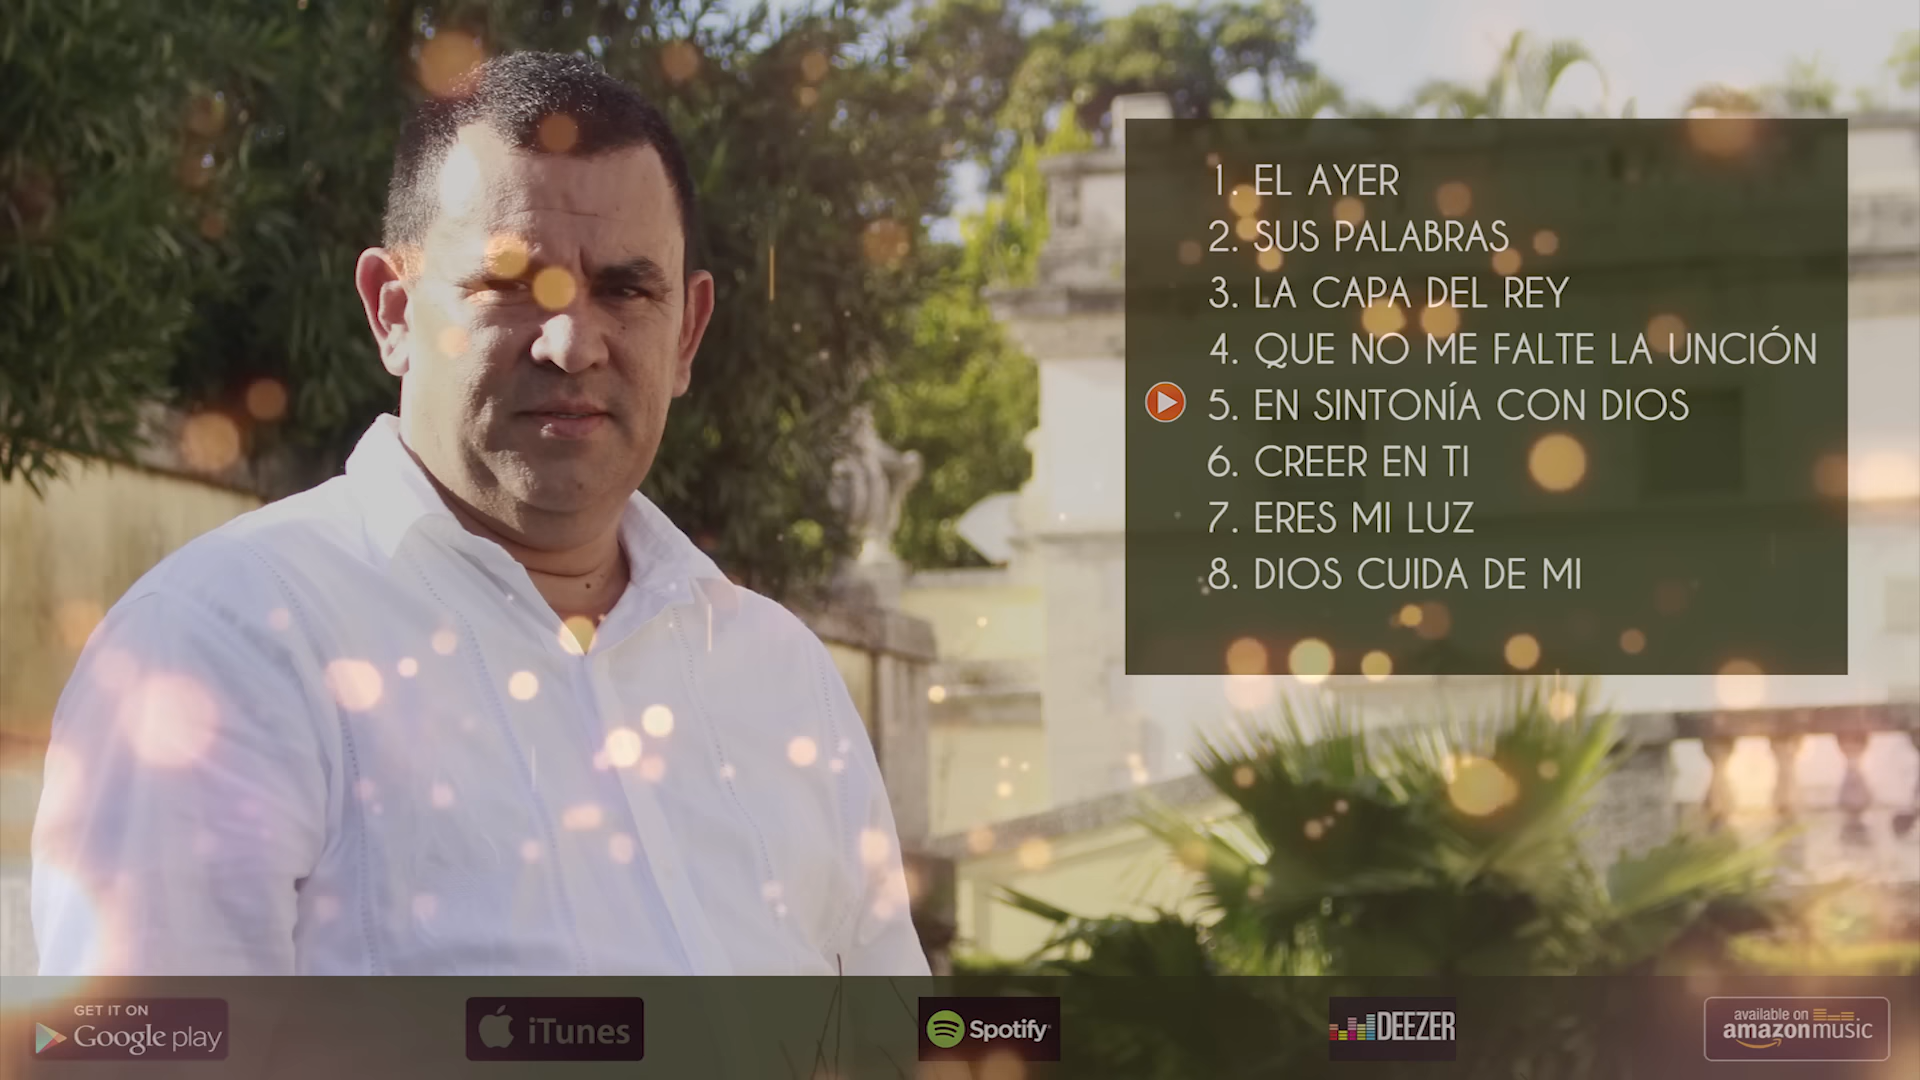 1. EL AYER
2. SUS PALABRAS
3. LA CAPA DEL REY
4. QUE NO ME FALTE LA UNCIÓN
5. EN SINTONÍA CON DIOS
6. CREER EN TI
7. ERES MI LUZ
8. DIOS CUIDA DE MI
GET IT ON
Google play
iTunes
Spotify
DEEZER
available on
amazonmusic